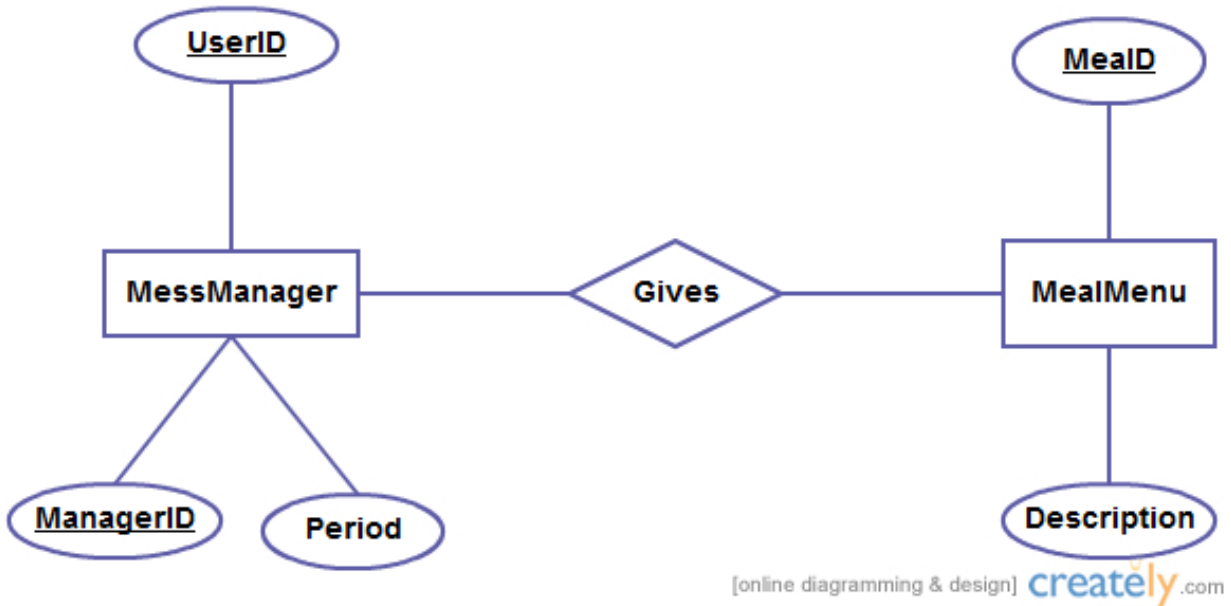 UserID
MealD
MessManager
Gives
MealMenu
ManagerID
Period
Description
[online diagramming & design] creately.com